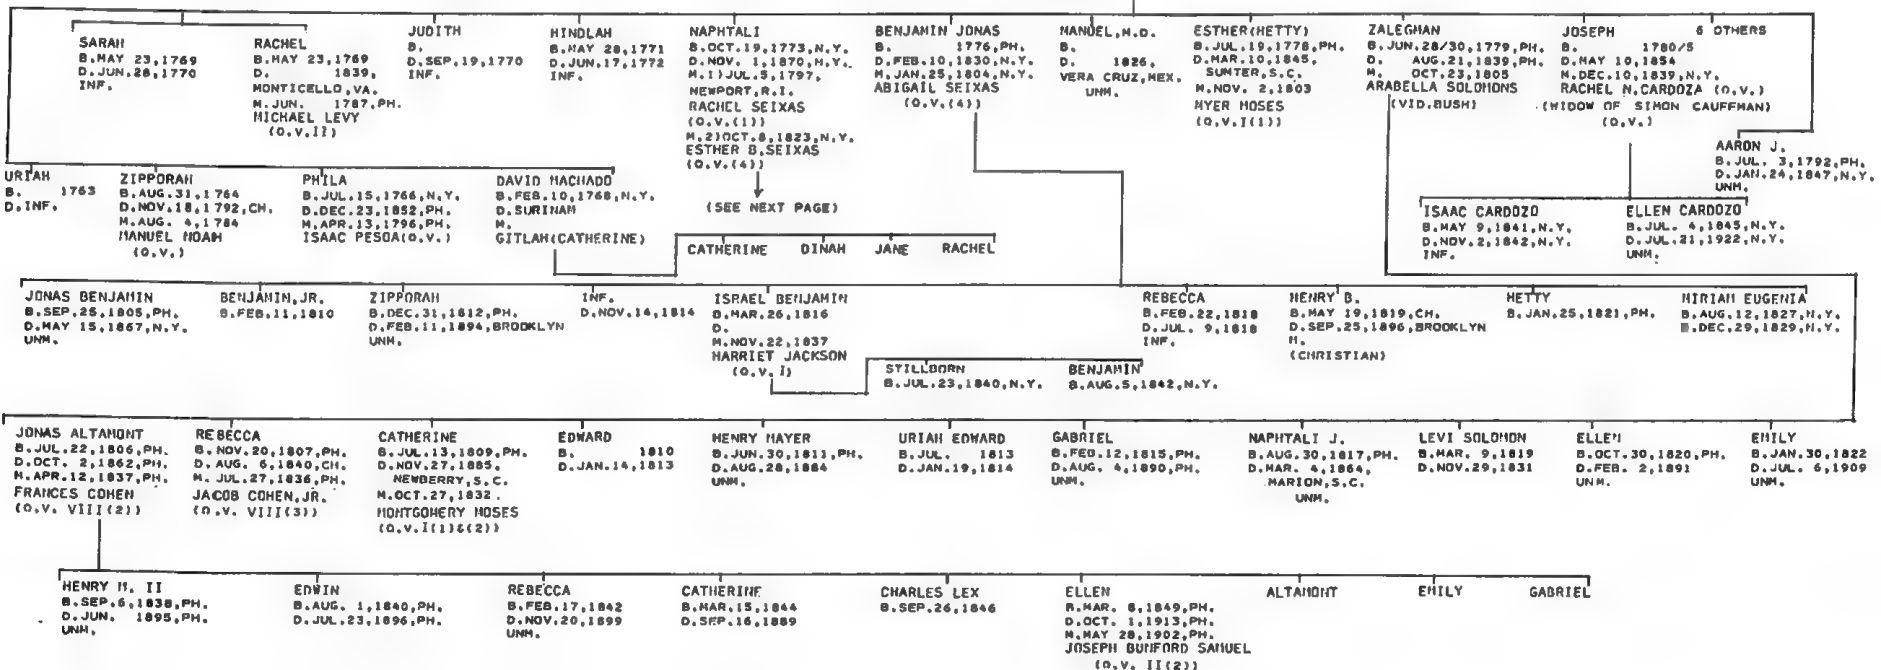 SARAH
B.MAY 23,1769
D.JUN.28,1770
INF.
RACHEL
B.MAY 23,1769
D. 1839,
MONTICELLO,VA.
M.JUN. 1787,PH.
MICHAEL LEVY
(Q.V.II)
JUDITH
B.
D.SEP.19,1770
INF.
HINDLAH
B.MAY 28,1771
D.JUN.17,1772
INF.
NAPHTALI
B.OCT.19,1773,N.Y.
D.NOV. 1,1870,N.Y.
M.1)JUL.5,1797,
NEWPORT,R.I.
RACHEL SEIXAS
(Q.V.(1))
M.2)OCT.8,1823,N.Y.
ESTHER B.SEIXAS
(Q.V.(4))
(SEE NEXT PAGE)
BENJAMIN JONAS
B. 1776,PH.
D.FEB.10,1830,N.Y.
M.JAN.25,1804,N.Y.
ABIGAIL SEIXAS
(Q.V.(4))
MANUEL,M.D.
B.
D. 1826,
VERA CRUZ,MEX.
UNM.
ESTHER(HETTY)
B.JUL.19,1778,PH.
D.MAR.10,1845,
SUMTER,S.C.
M.NOV. 2,1803
MYER MOSES
(Q.V.I(1))
ZALEGMAN
B.JUN.28/30,1779,PH.
D. AUG.21,1839,PH.
M. OCT.23,1805
ARABELLA SOLOMONS
(VID.BUSH)
JOSEPH
B. 1780/5
D.MAY 10,1854
M.DEC.10,1839,N.Y.
RACHEL N.CARDOZA (Q.V.)
(WIDOW OF SIMON CAUFFMAN)
(Q.V.)
6 OTHERS
AARON J.
B.JUL. 3,1792,PH.
D.JAN.24,1847,N.Y.
UNM.
URIAH
B. 1763
D.INF.
ZIPPORAH
B.AUG.31,1764
D.NOV.18,1792,CH.
M.AUG. 4,1784
MANUEL NOAH
(Q.V.)
PHILA
B.JUL.15,1766,N.Y.
D.DEC.23,1852,PH.
M.APR.13,1796,PH.
ISAAC PESOA(Q.V.)
DAVID MACHADO
B.FEB.10,1768,N.Y.
D.SURINAM
M.
GITLAH(CATHERINE)
CATHERINE DINAH JANE RACHEL
ISAAC CARDOZO
B.MAY 9,1841,N.Y.
D.NOV.2,1842,N.Y.
INF.
ELLEN CARDOZO
B.JUL. 4,1845,N.Y.
D.JUL.21,1922,N.Y.
UNM.
JONAS BENJAMIN
B.SEP.25,1805,PH.
D.MAY 15,1867,N.Y.
UNM.
BENJAMIN,JR.
B.FEB.11,1810
ZIPPORAH
B.DEC.31,1812,PH.
D.FEB.11,1894,BROOKLYN
UNM.
INF.
D.NOV.14,1814
ISRAEL BENJAMIN
B.MAR.26,1816
D.
M.NOV.22,1837
HARRIET JACKSON
(Q.V. I)
STILLBORN
B.JUL.23,1840,N.Y.
BENJAMIN
B.AUG.5,1842,N.Y.
REBECCA
B.FEB.22,1818
D.JUL. 9,1818
INF.
HENRY B.
B.MAY 19,1819,CH.
D.SEP.25,1896,BROOKLYN
M.
(CHRISTIAN)
HETTY
B.JAN.25,1821,PH.
MIRIAM EUGENIA
B.AUG.12,1827,N.Y.
D.DEC.29,1829,N.Y.
JONAS ALTAMONT
B.JUL.22,1806,PH.
D.OCT. 2,1862,PH.
M.APR.12,1837,PH.
FRANCES COHEN
(Q.V. VIII(2))
REBECCA
B.NOV.20,1807,PH.
D.AUG. 6,1840,CH.
M. JUL.27,1836,PH.
JACOB COHEN,JR.
(Q.V. VIII(3))
CATHERINE
B.JUL.13,1809,PH.
D.NOV.27,1885,
NEWBERRY,S.C.
M.OCT.27,1832.
MONTGOMERY MOSES
(Q.V.I(1)&(2))
EDWARD
B. 1810
D.JAN.14,1813
HENRY MAYER
B.JUN.30,1811,PH.
D.AUG.28,1884
UNM.
URIAH EDWARD
B.JUL. 1813
D.JAN.19,1814
GABRIEL
B.FEB.12,1815,PH.
D.AUG. 4,1890,PH.
UNM.
NAPHTALI J.
B.AUG.30,1817,PH.
D.MAR. 4,1864,
MARION,S.C.
UNM.
LEVI SOLOMON
B.MAR. 9,1819
D.NOV.29,1831
ELLEN
B.OCT.30,1820,PH.
D.FEB. 2,1891
UNM.
EMILY
B.JAN.30,1822
D.JUL. 6,1909
UNM.
HENRY M. II
B.SEP.6,1838,PH.
D.JUN. 1895,PH.
UNM.
EDWIN
B.AUG. 1,1840,PH.
D.JUL.23,1896,PH.
REBECCA
B.FEB.17,1842
D.NOV.20,1899
UNM.
CATHERINE
B.MAR.15,1844
D.SEP.16,1889
CHARLES LEX
B.SEP.26,1846
ELLEN
B.MAR. 8,1849,PH.
D.OCT. 1,1913,PH.
M.MAY 28,1902,PH.
JOSEPH BUNFORD SAMUEL
(Q.V. II(2))
ALTAMONT
EMILY
GABRIEL